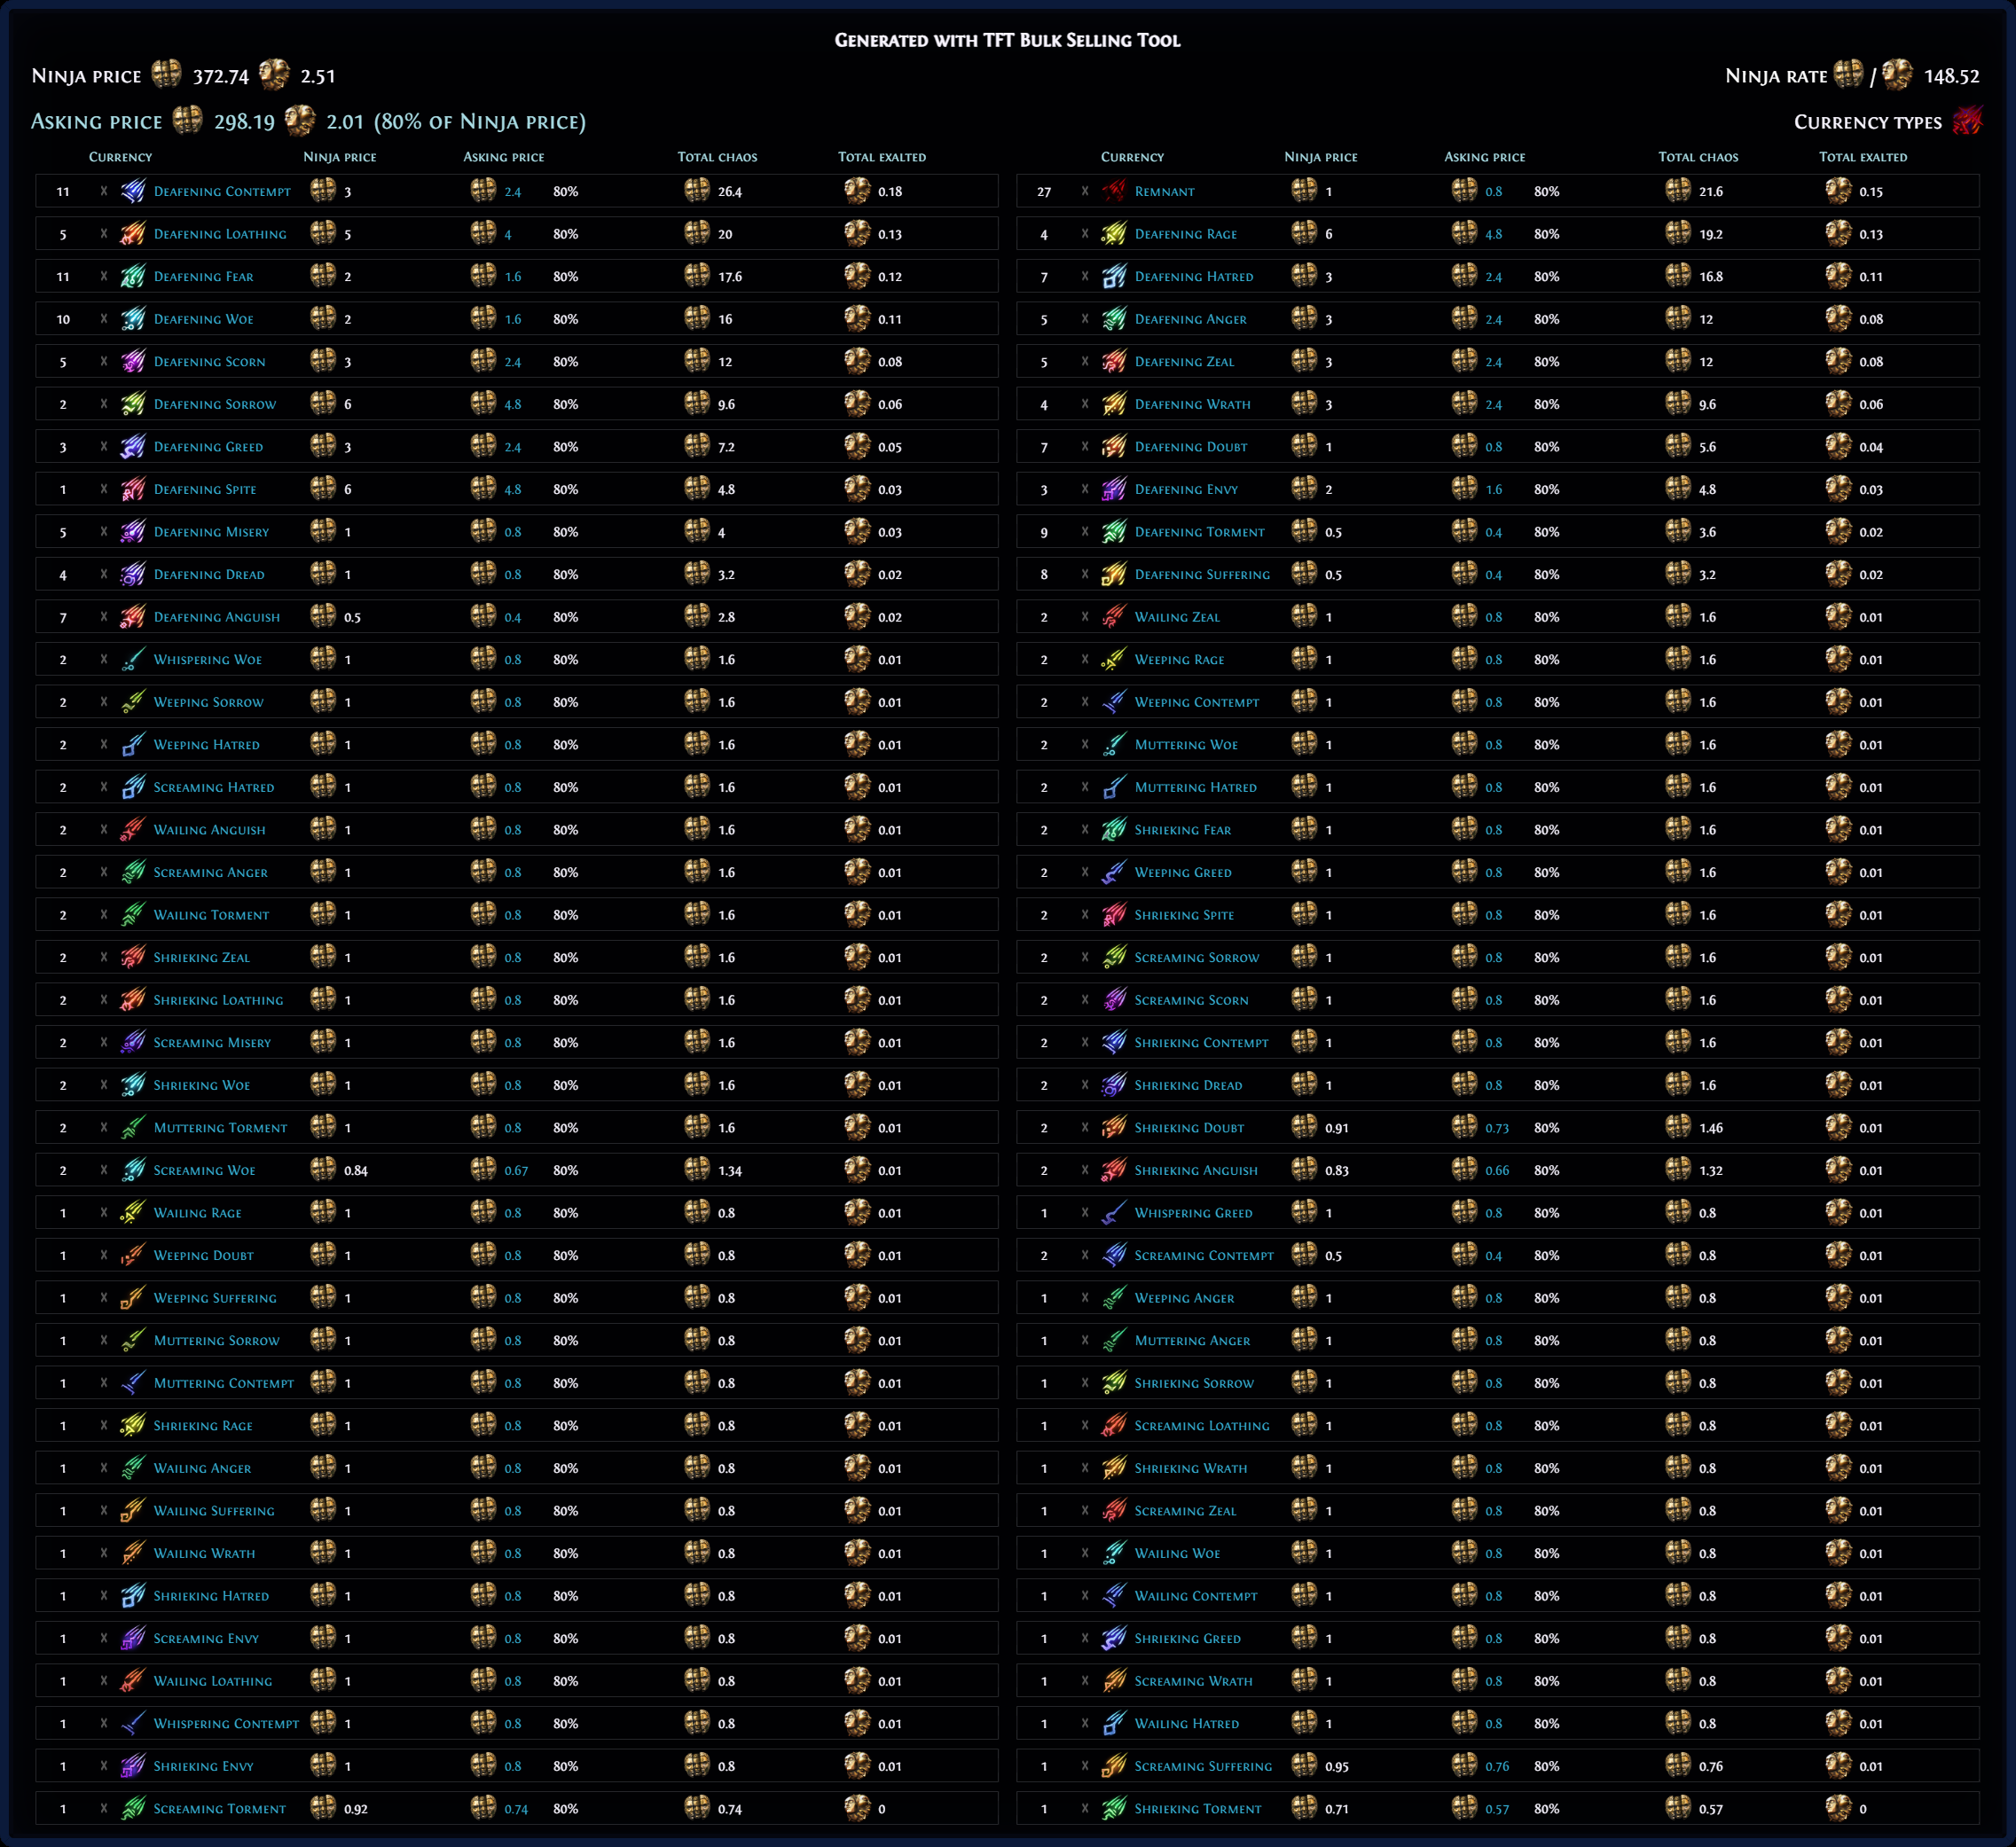 Generated with TFT Bulk Selling Tool
Ninja price 372.74 2.51
Ninja rate / 148.52
Asking price 298.19 2.01 (80% of Ninja price)
Currency types
Currency Ninja price Asking price Total chaos Total exalted
11 x Deafening Contempt 3 2.4 80% 26.4 0.18
5 x Deafening Loathing 5 4 80% 20 0.13
11 x Deafening Fear 2 1.6 80% 17.6 0.12
10 x Deafening Woe 2 1.6 80% 16 0.11
5 x Deafening Scorn 3 2.4 80% 12 0.08
2 x Deafening Sorrow 6 4.8 80% 9.6 0.06
3 x Deafening Greed 3 2.4 80% 7.2 0.05
1 x Deafening Spite 6 4.8 80% 4.8 0.03
5 x Deafening Misery 1 0.8 80% 4 0.03
4 x Deafening Dread 1 0.8 80% 3.2 0.02
7 x Deafening Anguish 0.5 0.4 80% 2.8 0.02
2 x Whispering Woe 1 0.8 80% 1.6 0.01
2 x Weeping Sorrow 1 0.8 80% 1.6 0.01
2 x Weeping Hatred 1 0.8 80% 1.6 0.01
2 x Screaming Hatred 1 0.8 80% 1.6 0.01
2 x Wailing Anguish 1 0.8 80% 1.6 0.01
2 x Screaming Anger 1 0.8 80% 1.6 0.01
2 x Wailing Torment 1 0.8 80% 1.6 0.01
2 x Shrieking Zeal 1 0.8 80% 1.6 0.01
2 x Shrieking Loathing 1 0.8 80% 1.6 0.01
2 x Screaming Misery 1 0.8 80% 1.6 0.01
2 x Shrieking Woe 1 0.8 80% 1.6 0.01
2 x Muttering Torment 1 0.8 80% 1.6 0.01
2 x Screaming Woe 0.84 0.67 80% 1.34 0.01
1 x Wailing Rage 1 0.8 80% 0.8 0.01
1 x Weeping Doubt 1 0.8 80% 0.8 0.01
1 x Weeping Suffering 1 0.8 80% 0.8 0.01
1 x Muttering Sorrow 1 0.8 80% 0.8 0.01
1 x Muttering Contempt 1 0.8 80% 0.8 0.01
1 x Shrieking Rage 1 0.8 80% 0.8 0.01
1 x Wailing Anger 1 0.8 80% 0.8 0.01
1 x Wailing Suffering 1 0.8 80% 0.8 0.01
1 x Wailing Wrath 1 0.8 80% 0.8 0.01
1 x Shrieking Hatred 1 0.8 80% 0.8 0.01
1 x Screaming Envy 1 0.8 80% 0.8 0.01
1 x Wailing Loathing 1 0.8 80% 0.8 0.01
1 x Whispering Contempt 1 0.8 80% 0.8 0.01
1 x Shrieking Envy 1 0.8 80% 0.8 0.01
1 x Screaming Torment 0.92 0.74 80% 0.74 0
Currency Ninja price Asking price Total chaos Total exalted
27 x Remnant 1 0.8 80% 21.6 0.15
4 x Deafening Rage 6 4.8 80% 19.2 0.13
7 x Deafening Hatred 3 2.4 80% 16.8 0.11
5 x Deafening Anger 3 2.4 80% 12 0.08
5 x Deafening Zeal 3 2.4 80% 12 0.08
4 x Deafening Wrath 3 2.4 80% 9.6 0.06
7 x Deafening Doubt 1 0.8 80% 5.6 0.04
3 x Deafening Envy 2 1.6 80% 4.8 0.03
9 x Deafening Torment 0.5 0.4 80% 3.6 0.02
8 x Deafening Suffering 0.5 0.4 80% 3.2 0.02
2 x Wailing Zeal 1 0.8 80% 1.6 0.01
2 x Weeping Rage 1 0.8 80% 1.6 0.01
2 x Weeping Contempt 1 0.8 80% 1.6 0.01
2 x Muttering Woe 1 0.8 80% 1.6 0.01
2 x Muttering Hatred 1 0.8 80% 1.6 0.01
2 x Shrieking Fear 1 0.8 80% 1.6 0.01
2 x Weeping Greed 1 0.8 80% 1.6 0.01
2 x Shrieking Spite 1 0.8 80% 1.6 0.01
2 x Screaming Sorrow 1 0.8 80% 1.6 0.01
2 x Screaming Scorn 1 0.8 80% 1.6 0.01
2 x Shrieking Contempt 1 0.8 80% 1.6 0.01
2 x Shrieking Dread 1 0.8 80% 1.6 0.01
2 x Shrieking Doubt 0.91 0.73 80% 1.46 0.01
2 x Shrieking Anguish 0.83 0.66 80% 1.32 0.01
1 x Whispering Greed 1 0.8 80% 0.8 0.01
2 x Screaming Contempt 0.5 0.4 80% 0.8 0.01
1 x Weeping Anger 1 0.8 80% 0.8 0.01
1 x Muttering Anger 1 0.8 80% 0.8 0.01
1 x Shrieking Sorrow 1 0.8 80% 0.8 0.01
1 x Screaming Loathing 1 0.8 80% 0.8 0.01
1 x Shrieking Wrath 1 0.8 80% 0.8 0.01
1 x Screaming Zeal 1 0.8 80% 0.8 0.01
1 x Wailing Woe 1 0.8 80% 0.8 0.01
1 x Wailing Contempt 1 0.8 80% 0.8 0.01
1 x Shrieking Greed 1 0.8 80% 0.8 0.01
1 x Screaming Wrath 1 0.8 80% 0.8 0.01
1 x Wailing Hatred 1 0.8 80% 0.8 0.01
1 x Screaming Suffering 0.95 0.76 80% 0.76 0.01
1 x Shrieking Torment 0.71 0.57 80% 0.57 0